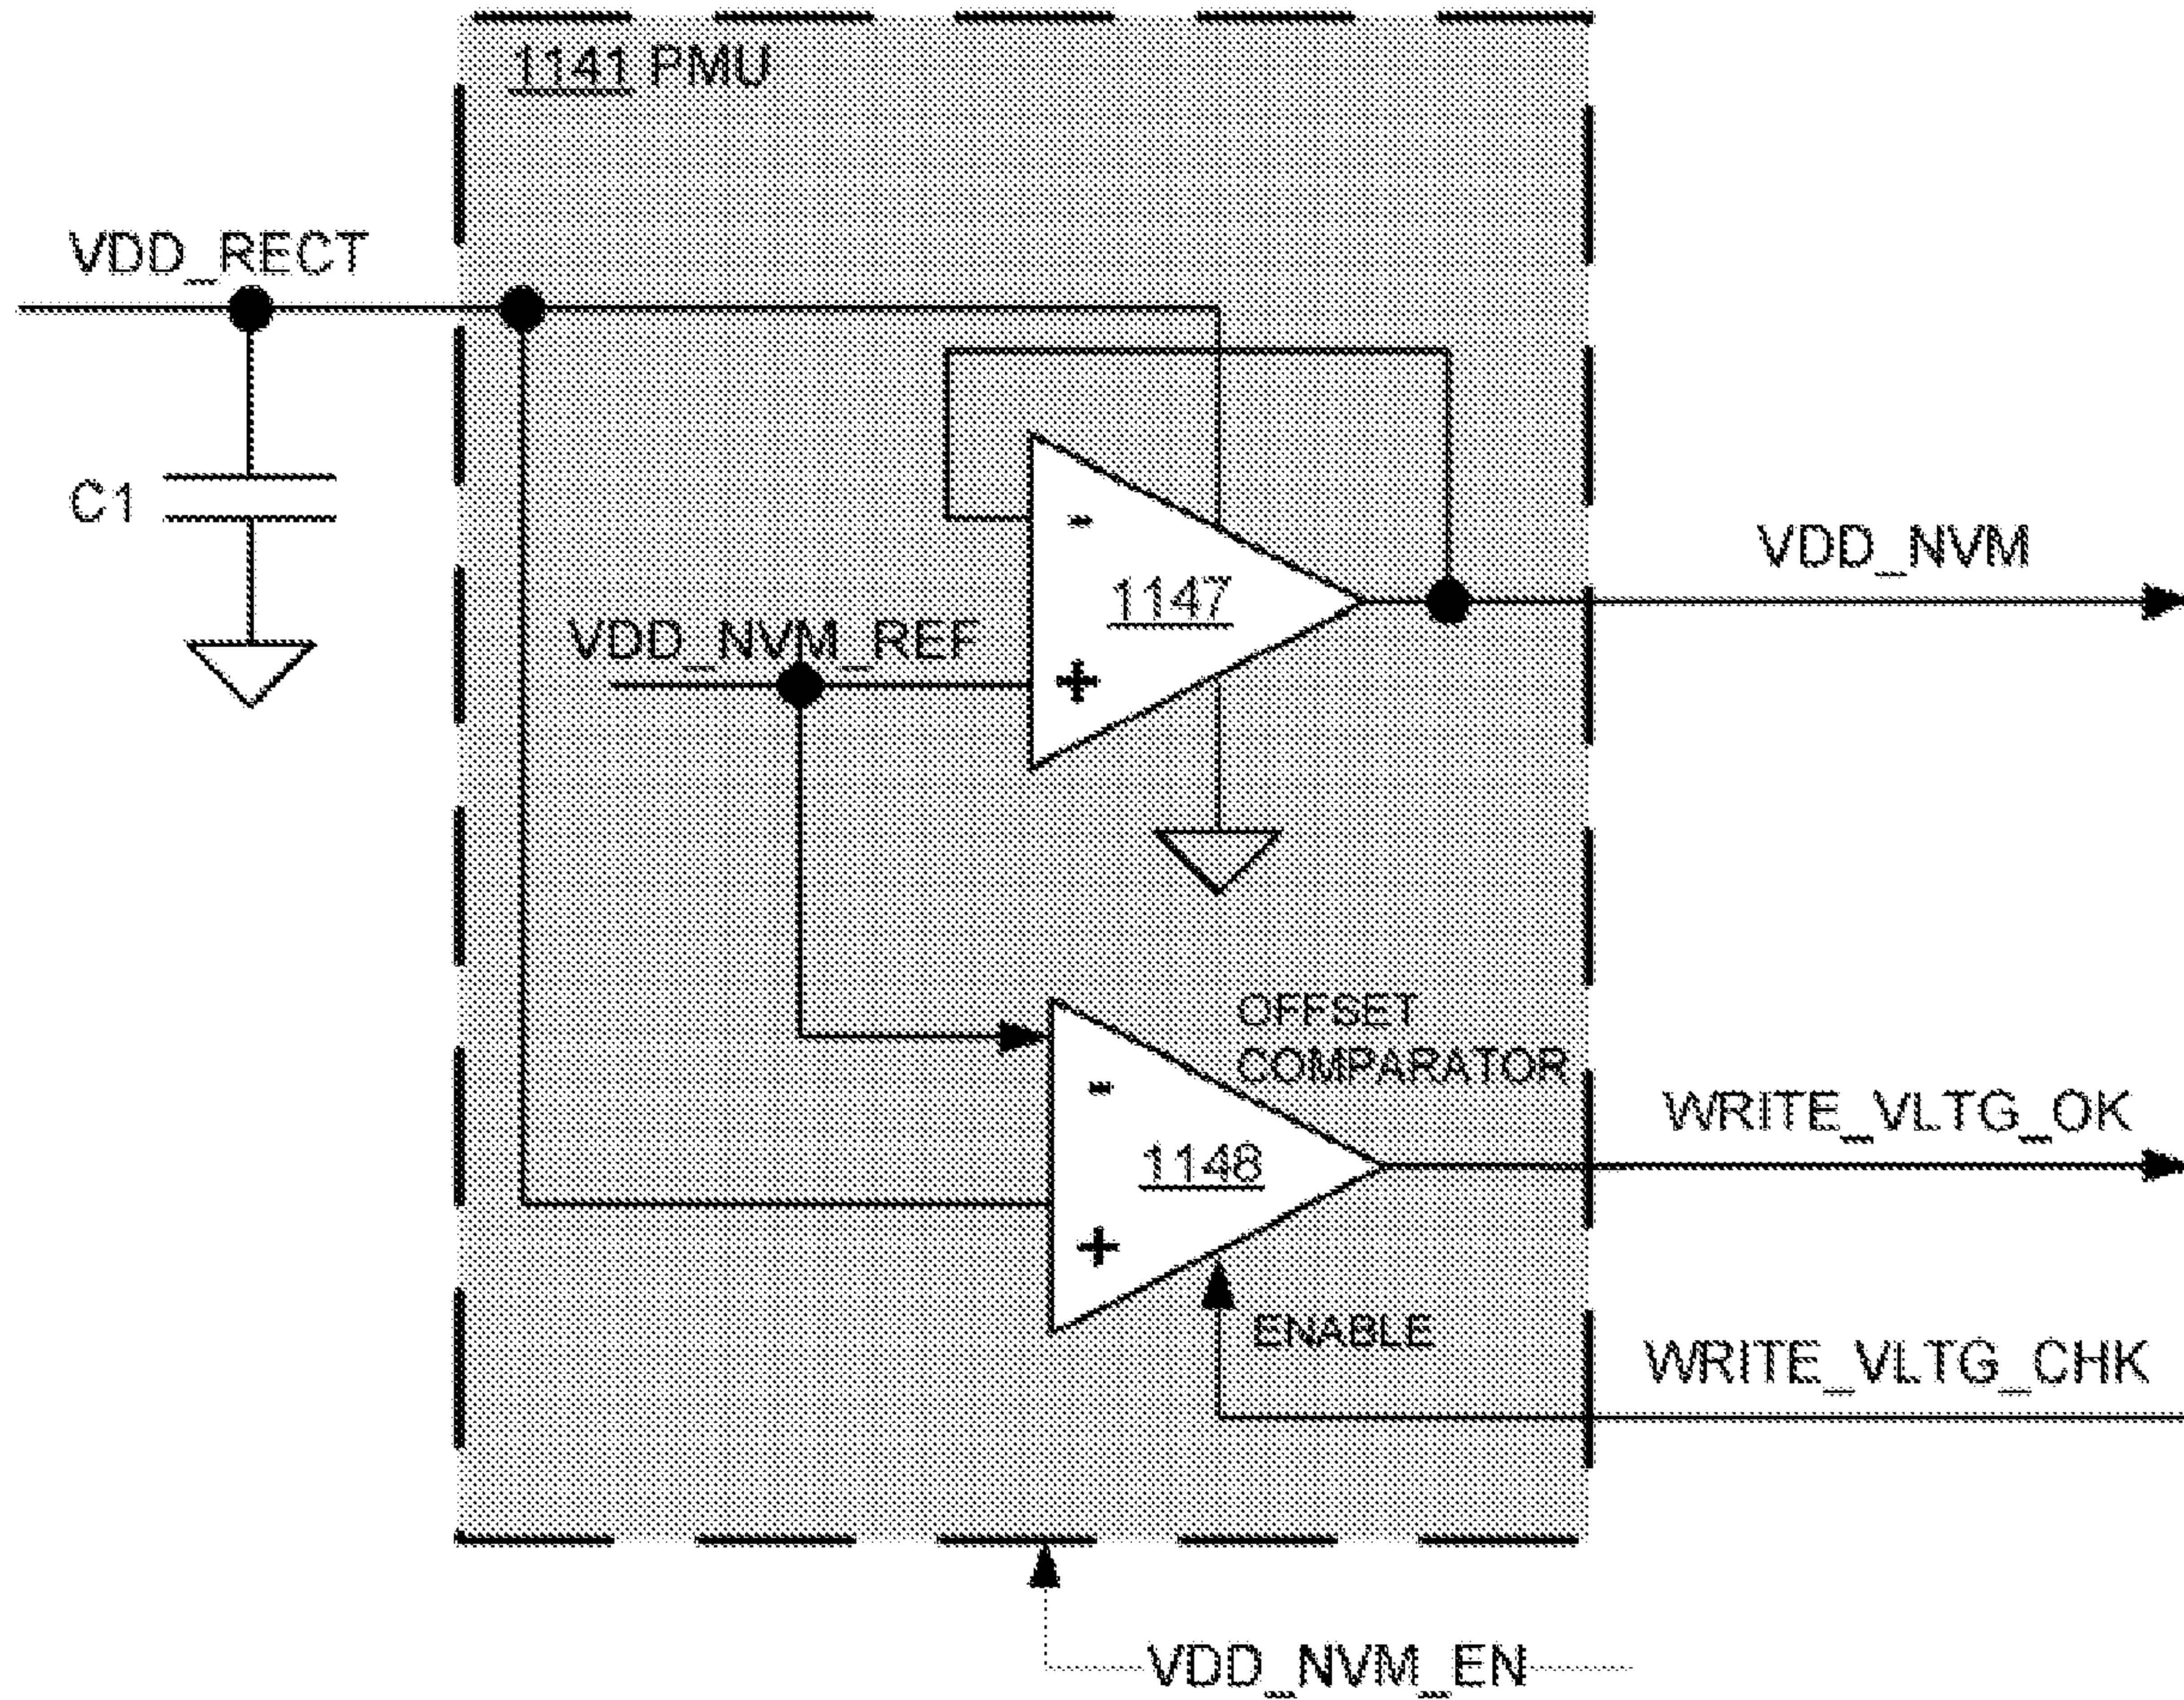 1141 PMU
VDD_RECT
C1
-
1147
VDD_NVM
VDD_NVM_REF
+
OFFSET
COMPARATOR
-
WRITE_VLTG_OK
1148
+
ENABLE
WRITE_VLTG_CHK
VDD_NVM_EN